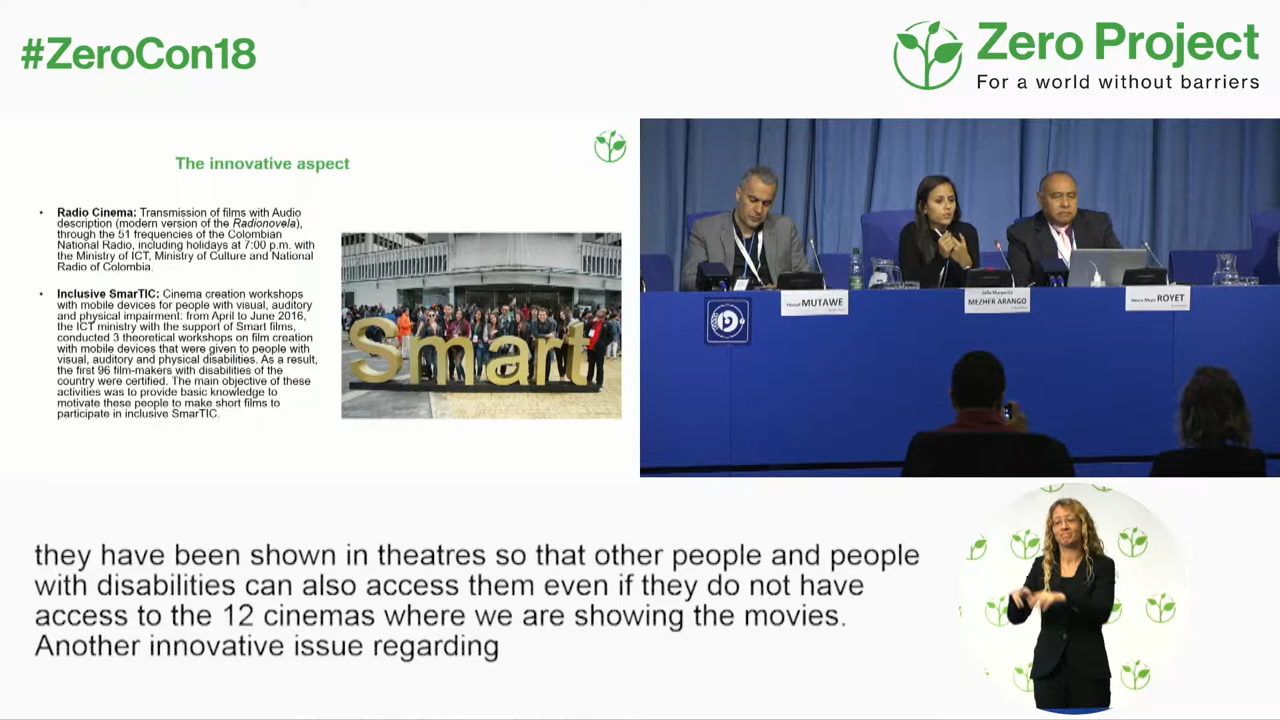 #ZeroCon18
Zero Project
For a world without barriers
The innovative aspect
• Radio Cinema: Transmission of films with Audio
description (modern version of the Radionovela),
through the 51 frequencies of the Colombian
National Radio, including holidays at 7:00 p.m. with
the Ministry of ICT, Ministry of Culture and National
Radio of Colombia.
• Inclusive SmarTIC: Cinema creation workshops
with mobile devices for people with visual, auditory
and physical impairment: from April to June 2016,
the ICT ministry with the support of Smart films,
conducted 3 theoretical workshops on film creation
with mobile devices that were given to people with
visual, auditory and physical disabilities. As a result,
the first 96 film-makers with disabilities of the
country were certified. The main objective of these
activities was to provide basic knowledge to
motivate these people to make short films to
participate in inclusive SmarTIC.
Smart
MUTAWE
MEZHER ARANGO
ROYET
they have been shown in theatres so that other people and people
with disabilities can also access them even if they do not have
access to the 12 cinemas where we are showing the movies.
Another innovative issue regarding